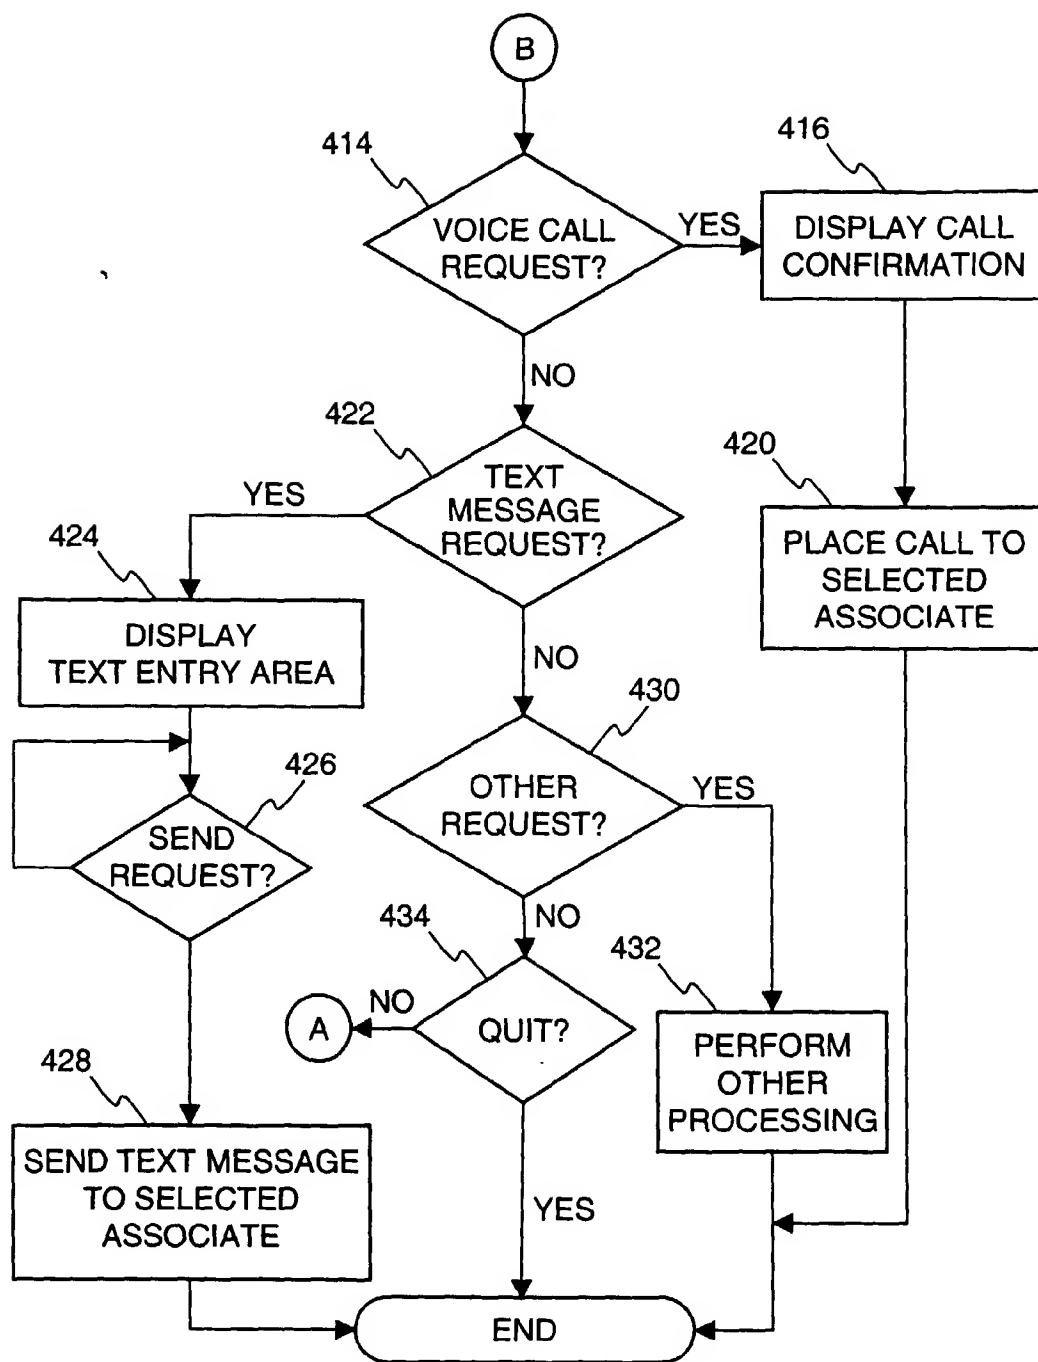 B
414
VOICE CALL
REQUEST?
YES
416
DISPLAY CALL
CONFIRMATION
NO
422
TEXT
MESSAGE
REQUEST?
YES
420
PLACE CALL TO
SELECTED
ASSOCIATE
424
DISPLAY
TEXT ENTRY AREA
NO
430
OTHER
REQUEST?
YES
426
SEND
REQUEST?
NO
434
QUIT?
NO
A
432
PERFORM
OTHER
PROCESSING
428
SEND TEXT MESSAGE
TO SELECTED
ASSOCIATE
YES
END